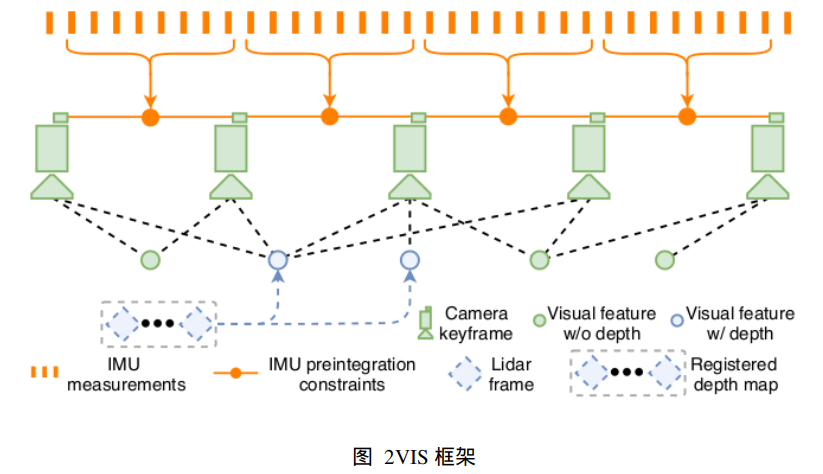 Camera
keyframe
Visual feature
w/o depth
Visual feature
w/ depth
IMU
measurements
IMU preintegration
constraints
Lidar
frame
Registered
depth map
图 2VIS 框架